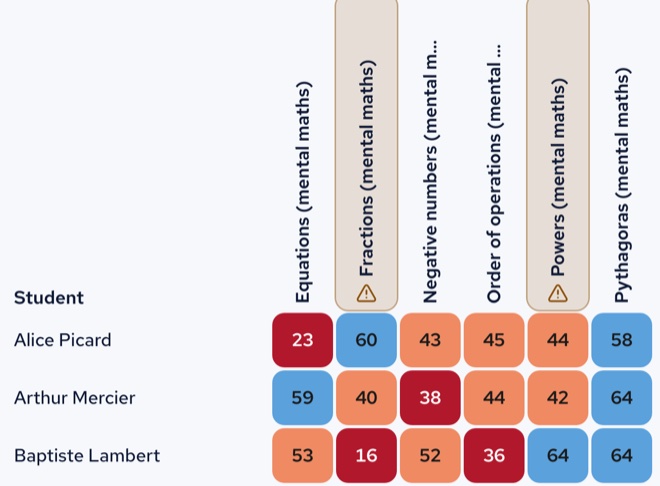 Equations (mental maths)
Fractions (mental maths)
Negative numbers (mental m...
Order of operations (mental ...
Powers (mental maths)
Pythagoras (mental maths)
Student
Alice Picard 23 60 43 45 44 58
Arthur Mercier 59 40 38 44 42 64
Baptiste Lambert 53 16 52 36 64 64